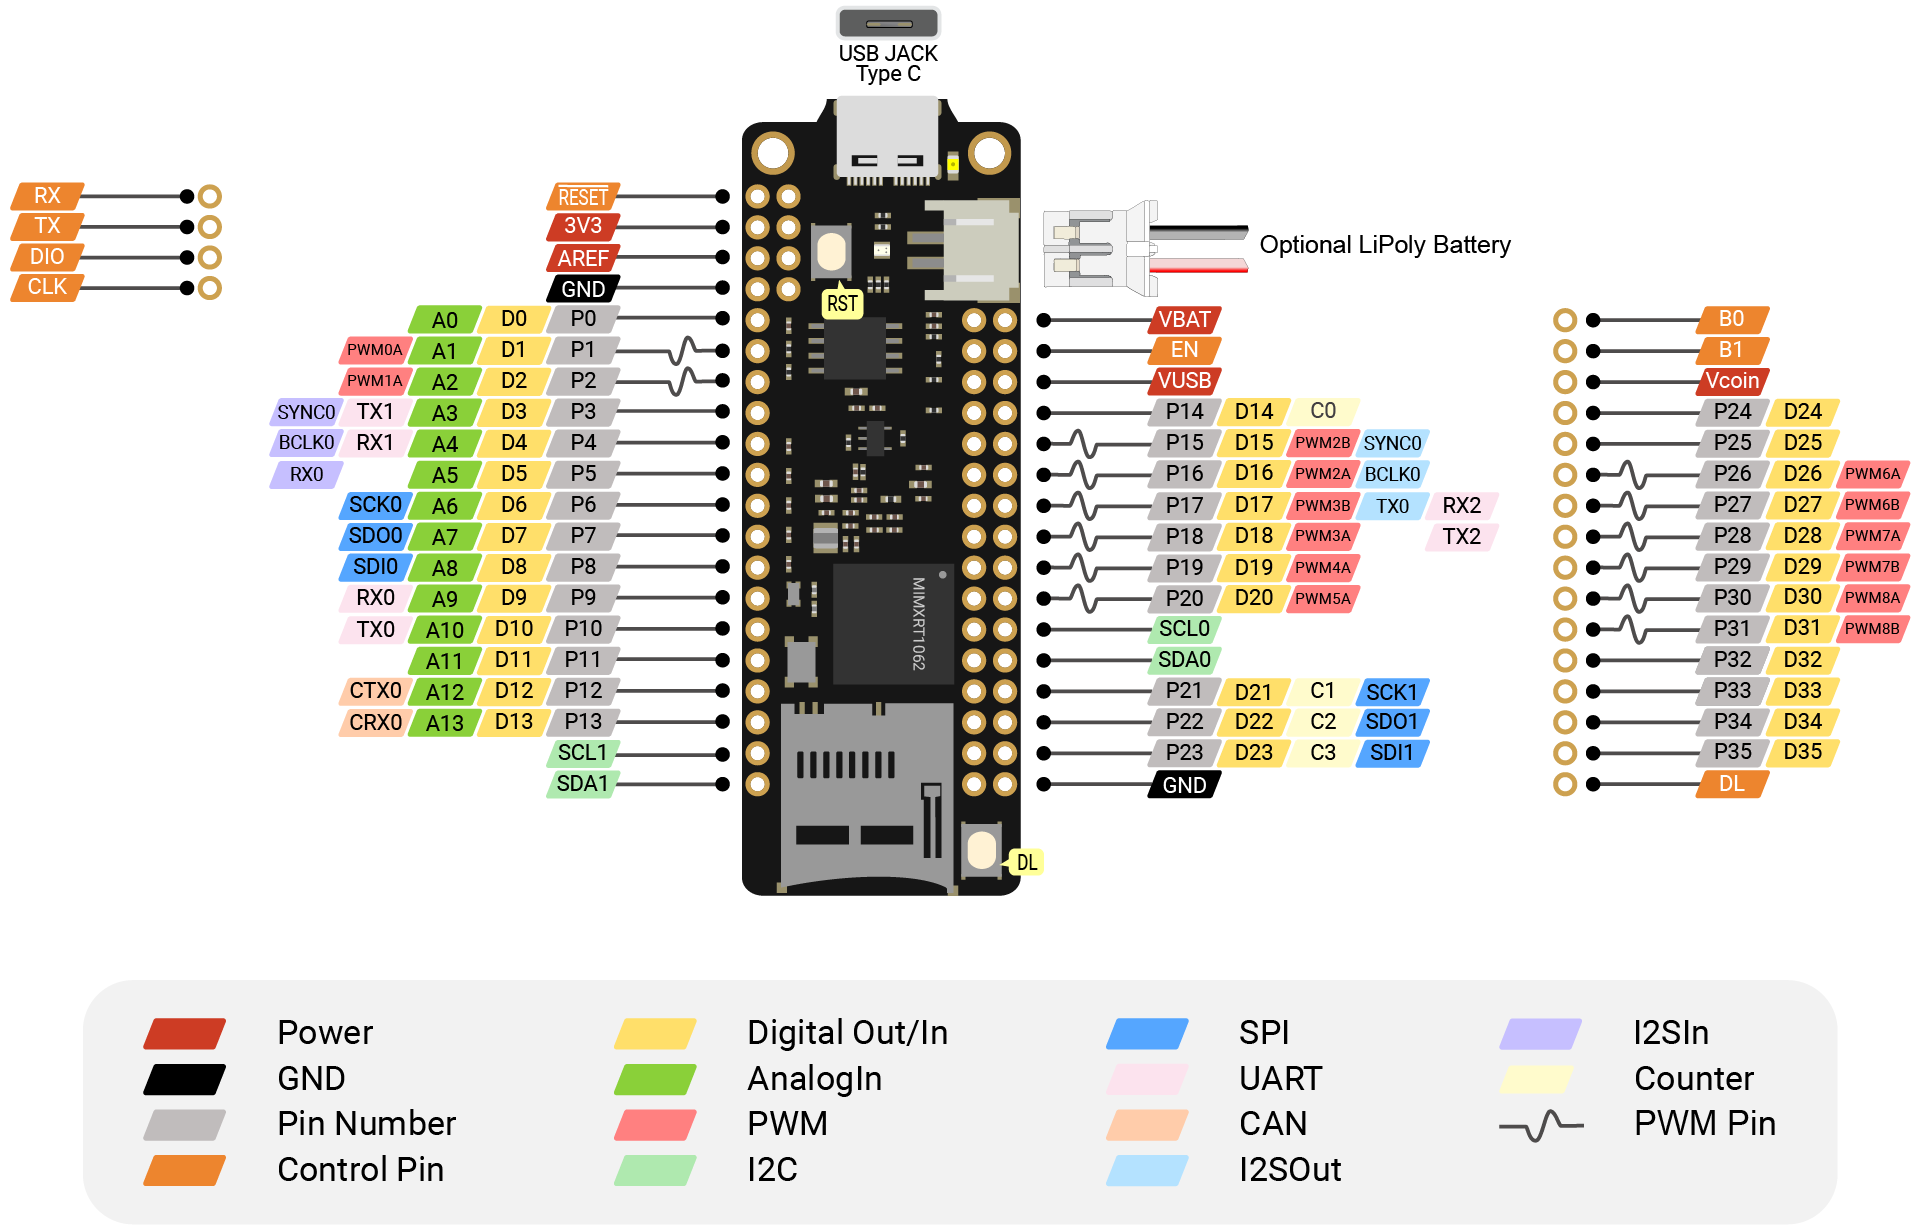 USB JACK
Type C
RX
TX
DIO
CLK
RESET
3V3
AREF
GND
A0 D0 P0
PWM0A A1 D1 P1
PWM1A A2 D2 P2
SYNC0 TX1 A3 D3 P3
BCLK0 RX1 A4 D4 P4
RX0 A5 D5 P5
SCK0 A6 D6 P6
SDO0 A7 D7 P7
SDI0 A8 D8 P8
RX0 A9 D9 P9
TX0 A10 D10 P10
A11 D11 P11
CTX0 A12 D12 P12
CRX0 A13 D13 P13
SCL1
SDA1
RST
MIMXRT1062
DL
Optional LiPoly Battery
VBAT
EN
VUSB
P14 D14 C0
P15 D15 PWM2B SYNC0
P16 D16 PWM2A BCLK0
P17 D17 PWM3B TX0 RX2
P18 D18 PWM3A TX2
P19 D19 PWM4A
P20 D20 PWM5A
SCL0
SDA0
P21 D21 C1 SCK1
P22 D22 C2 SDO1
P23 D23 C3 SDI1
GND
B0
B1
Vcoin
P24 D24
P25 D25
P26 D26 PWM6A
P27 D27 PWM6B
P28 D28 PWM7A
P29 D29 PWM7B
P30 D30 PWM8A
P31 D31 PWM8B
P32 D32
P33 D33
P34 D34
P35 D35
DL
Power
GND
Pin Number
Control Pin
Digital Out/In
AnalogIn
PWM
I2C
SPI
UART
CAN
I2SOut
I2SIn
Counter
PWM Pin